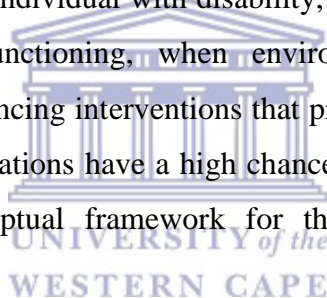 individual with disability,
unctioning, when enviro
ncing interventions that p
ations have a high chance
ptual framework for th
UNIVERSITY of the
WESTERN CAPE